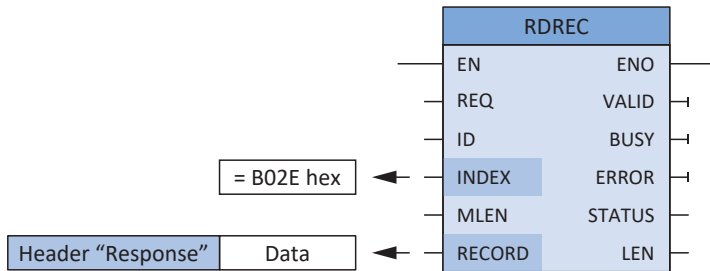 RDREC
EN ENO
REQ VALID
ID BUSY
= B02E hex INDEX ERROR
MLEN STATUS
Header “Response” Data RECORD LEN